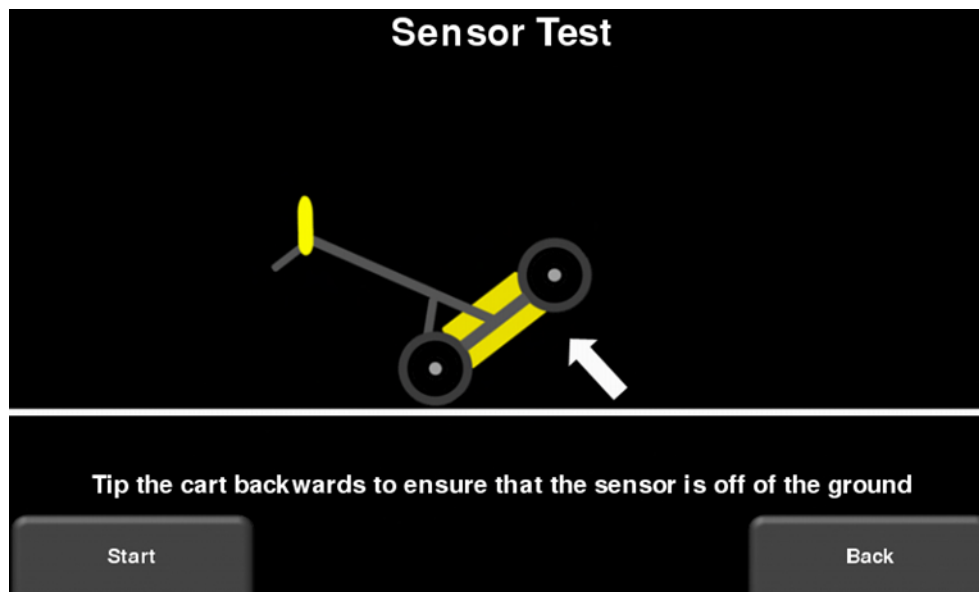 Sensor Test
Tip the cart backwards to ensure that the sensor is off of the ground
Start
Back